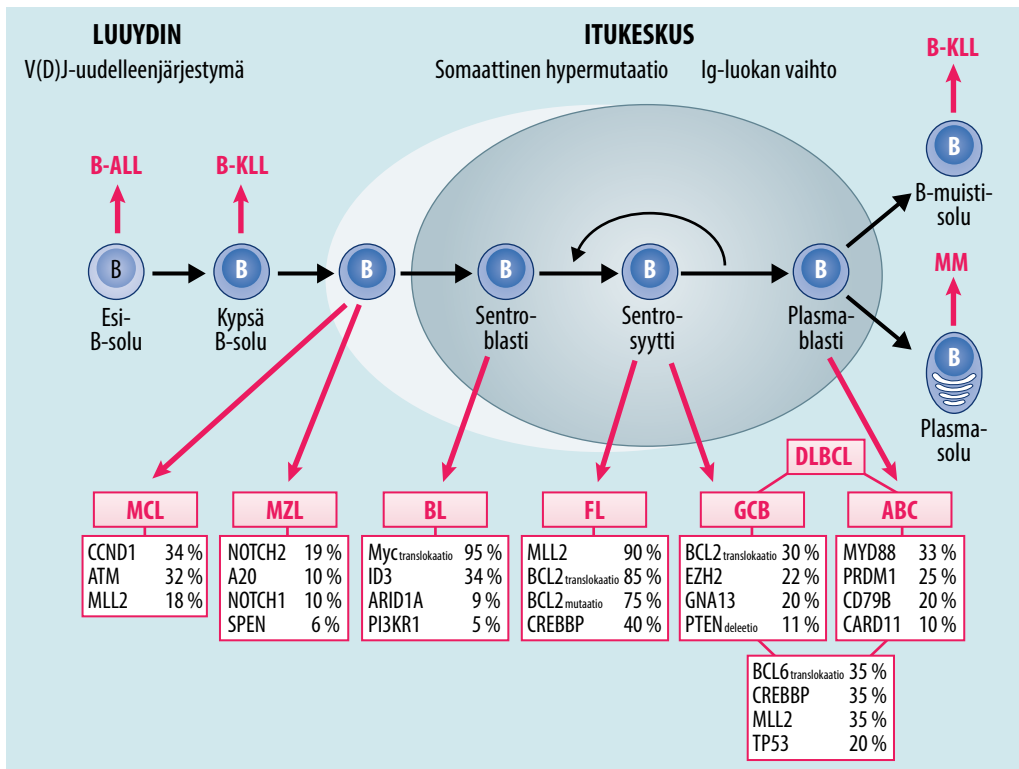 LUUYDIN
V(D)J-uudelleenjärjestymä
ITUKESKUS
Somaattinen hypermutaatio
Ig-luokan vaihto
B-ALL
B
Esi-
B-solu
B-KLL
B
Kypsä
B-solu
B
B
Sentro-
blasti
B
Sentro-
syytti
B
Plasma-
blasti
B-KLL
B
B-muisti-
solu
MM
B
Plasma-
solu
MCL
CCND1 34 %
ATM 32 %
MLL2 18 %
MZL
NOTCH2 19 %
A20 10 %
NOTCH1 10 %
SPEN 6 %
BL
Myc translokaatio 95 %
ID3 34 %
ARID1A 9 %
PI3KR1 5 %
FL
MLL2 90 %
BCL2 translokaatio 85 %
BCL2 mutaatio 75 %
CREBBP 40 %
DLBCL
GCB
BCL2 translokaatio 30 %
EZH2 22 %
GNA13 20 %
PTEN deleetio 11 %
ABC
MYD88 33 %
PRDM1 25 %
CD79B 20 %
CARD11 10 %
BCL6 translokaatio 35 %
CREBBP 35 %
MLL2 35 %
TP53 20 %